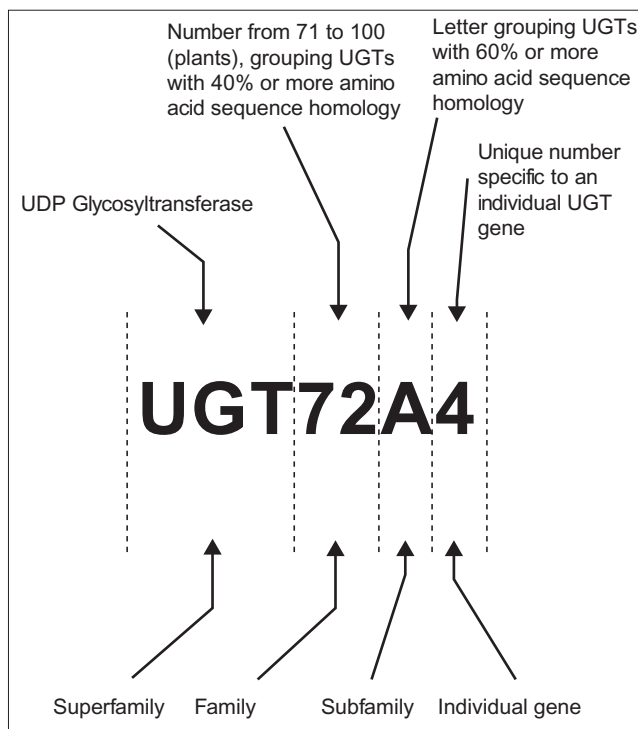 Number from 71 to 100
(plants), grouping UGTs
with 40% or more amino
acid sequence homology
Letter grouping UGTs
with 60% or more
amino acid sequence
homology
Unique number
specific to an
individual UGT
gene
UDP Glycosyltransferase
UGT72A4
Superfamily
Family
Subfamily
Individual gene